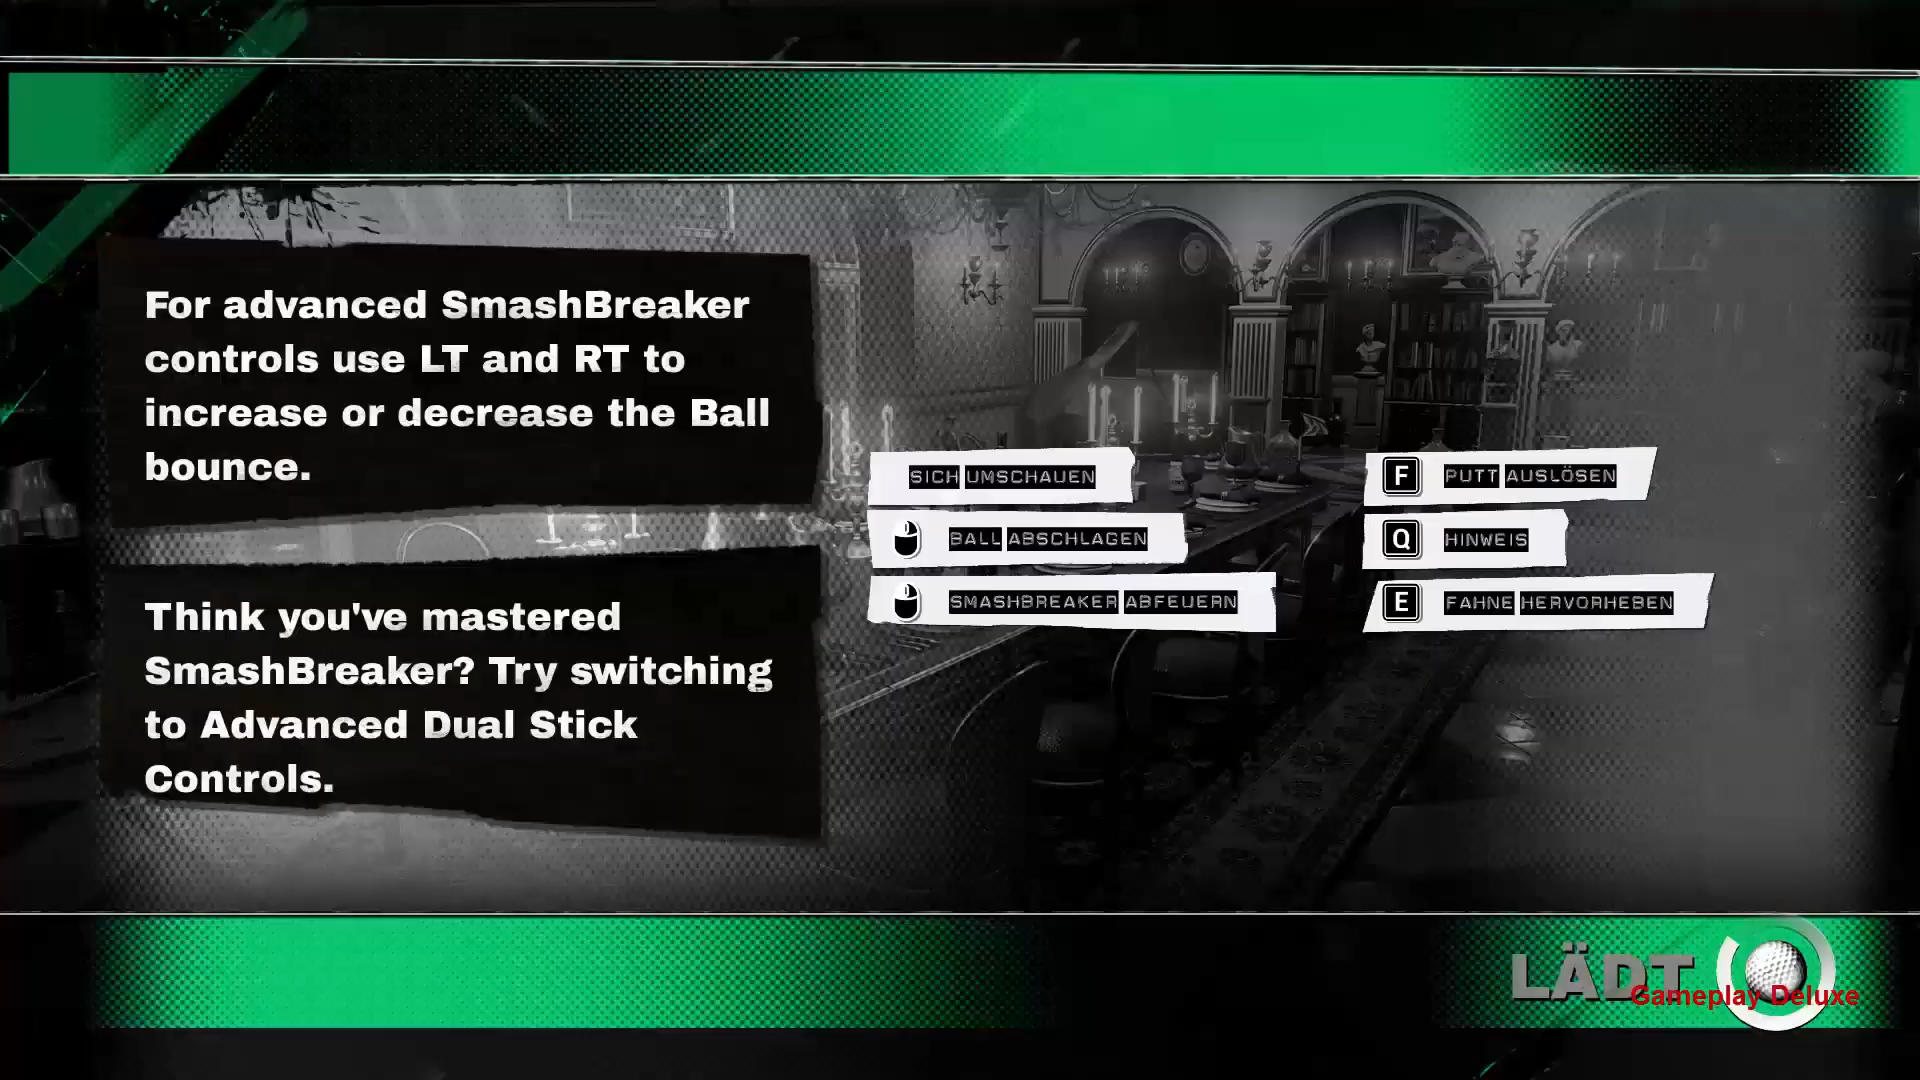 For advanced SmashBreaker
controls use LT and RT to
increase or decrease the Ball
bounce.
Think you've mastered
SmashBreaker? Try switching
to Advanced Dual Stick
Controls.
SICH UMSCHAUEN
BALL ABSCHLAGEN
SMASHBREAKER ABFEUERN
F PUTT AUSLÖSEN
Q HINWEIS
E FAHNE HERVORHEBEN
LÄDT
Gameplay Deluxe